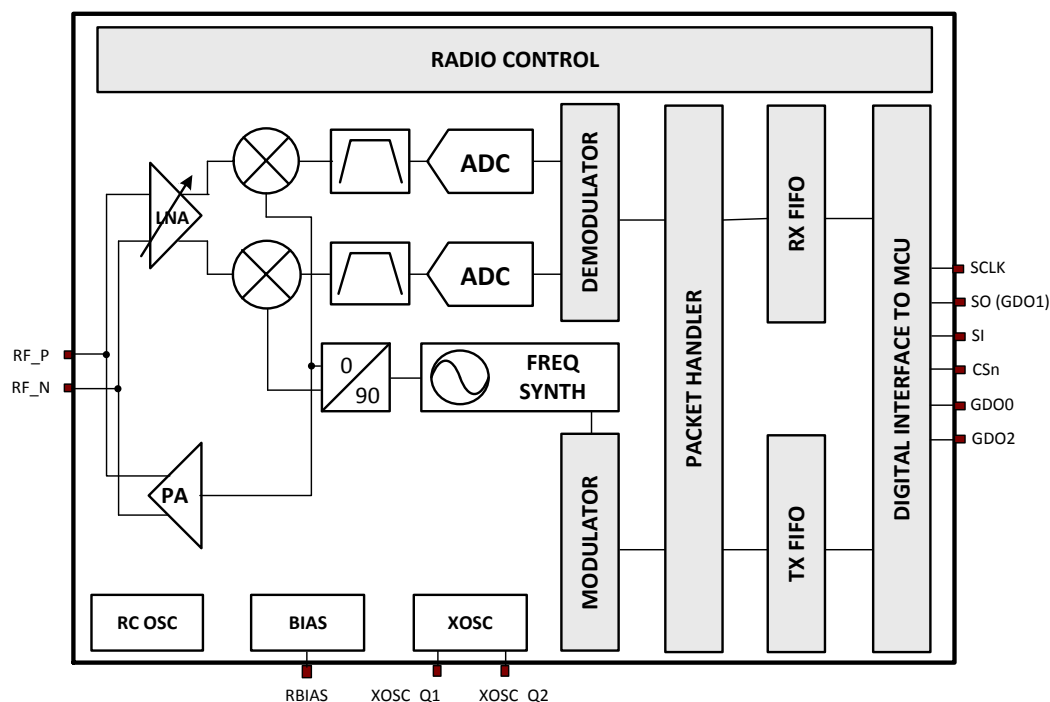 RADIO CONTROL
LNA
ADC
ADC
DEMODULATOR
PACKET HANDLER
RX FIFO
DIGITAL INTERFACE TO MCU
SCLK
SO (GDO1)
SI
CSn
GDO0
GDO2
RF_P
RF_N
0
90
FREQ
SYNTH
PA
MODULATOR
TX FIFO
RC OSC
BIAS
XOSC
RBIAS
XOSC_Q1
XOSC_Q2